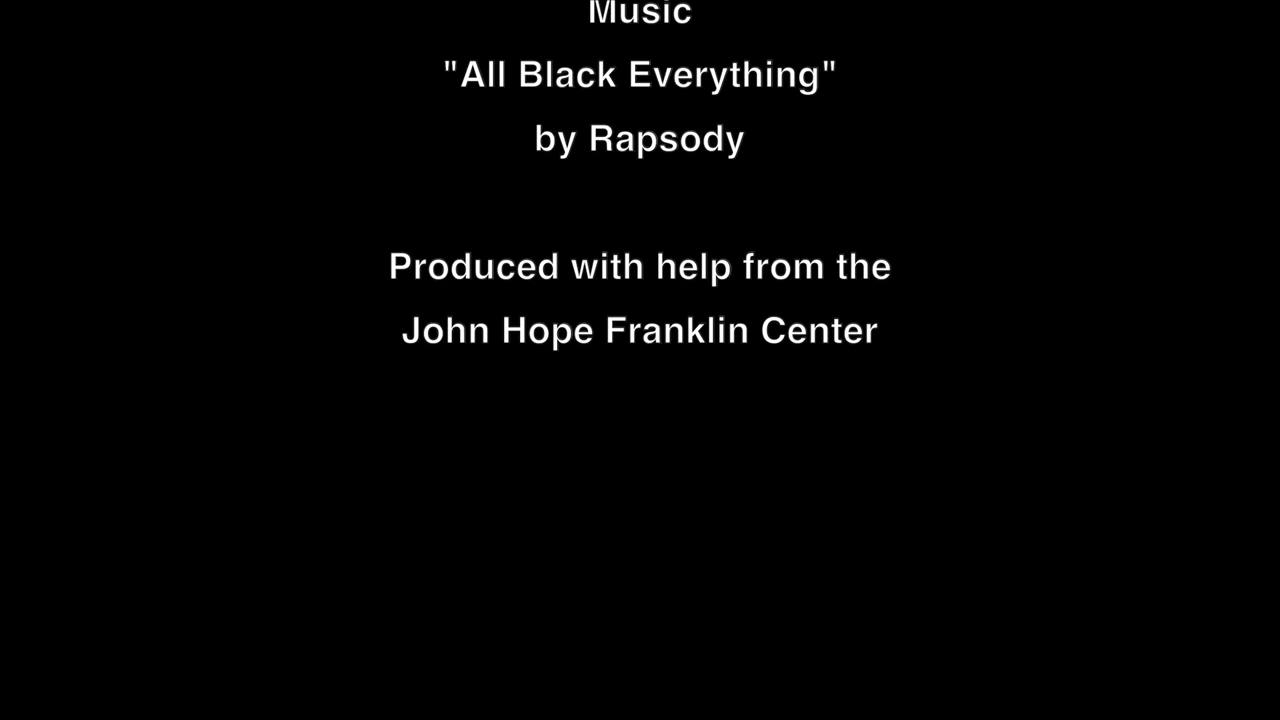 Music
"All Black Everything"
by Rapsody
Produced with help from the
John Hope Franklin Center